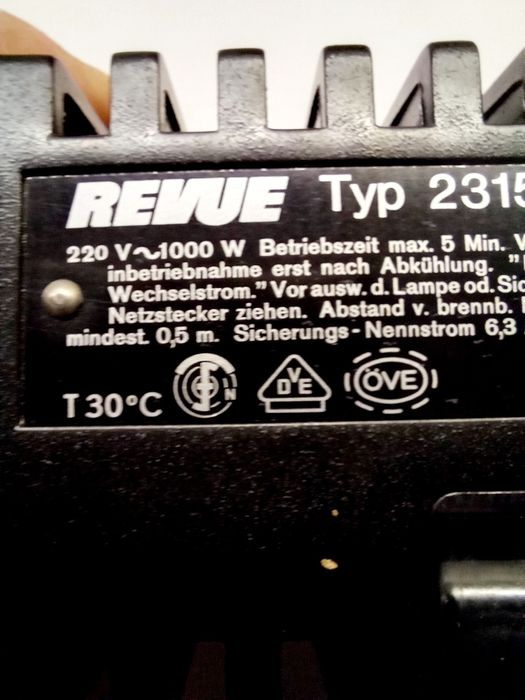 REVUE Typ 2315
220 V~1000 W Betriebszeit max. 5 Min.
inbetriebnahme erst nach Abkühlung.
Wechselstrom." Vor ausw. d. Lampe od.
Netzstecker ziehen. Abstand v. brennb.
mindest. 0,5 m. Sicherungs-Nennstrom 6,3
T 30°C N VDE ÖVE